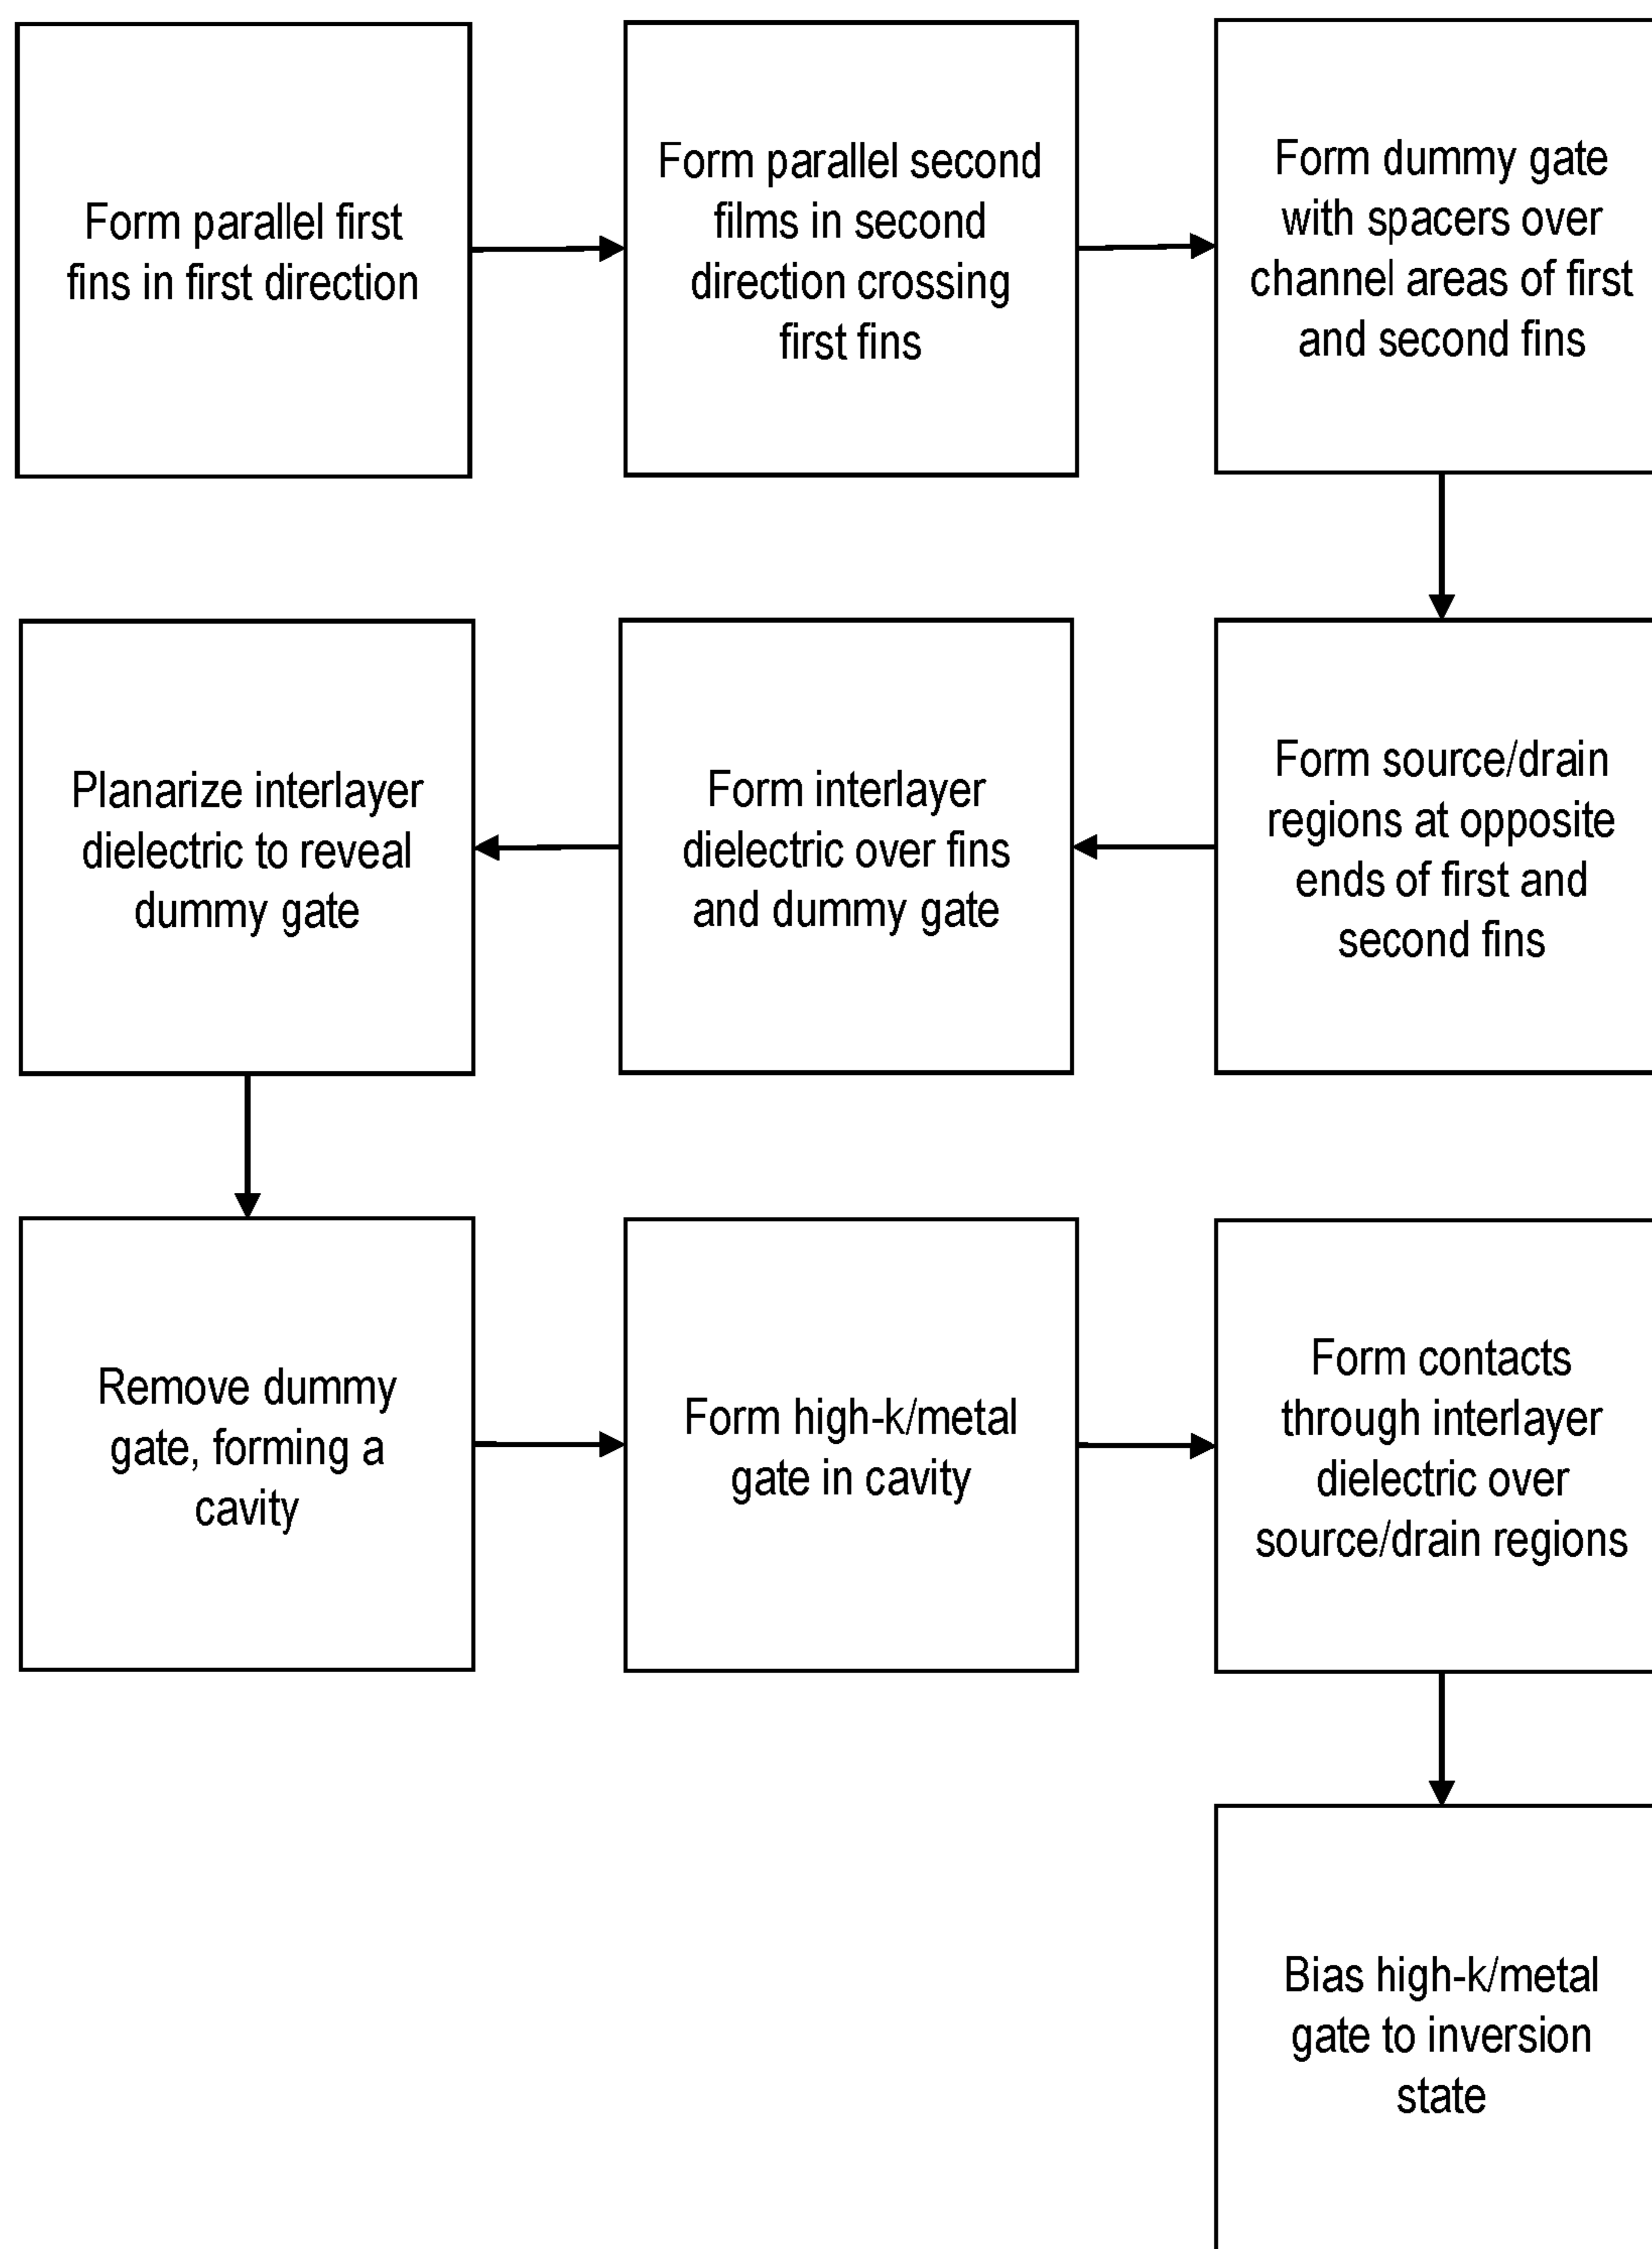 Form parallel first
fins in first direction
Form parallel second
films in second
direction crossing
first fins
Form dummy gate
with spacers over
channel areas of first
and second fins
Form source/drain
regions at opposite
ends of first and
second fins
Form interlayer
dielectric over fins
and dummy gate
Planarize interlayer
dielectric to reveal
dummy gate
Remove dummy
gate, forming a
cavity
Form high-k/metal
gate in cavity
Form contacts
through interlayer
dielectric over
source/drain regions
Bias high-k/metal
gate to inversion
state